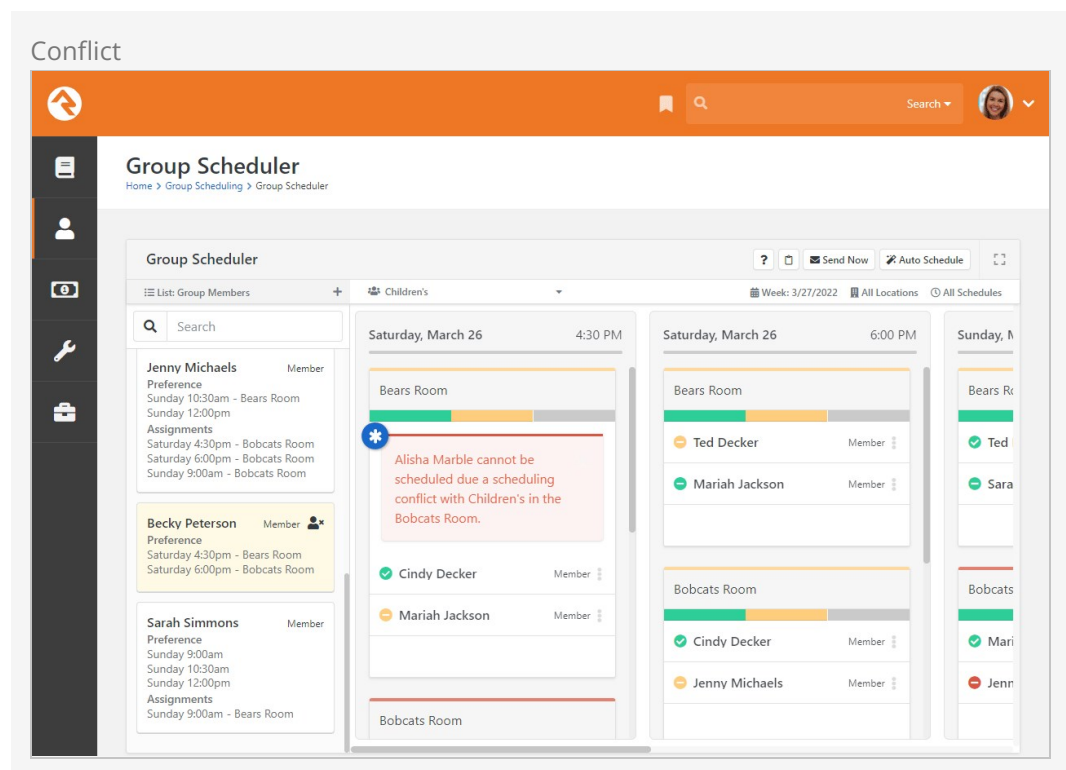 Conflict
Search
Group Scheduler
Home > Group Scheduling > Group Scheduler
Group Scheduler
? Send Now Auto Schedule
List: Group Members +
Children's
Week: 3/27/2022 All Locations All Schedules
Search
Jenny Michaels Member
Preference
Sunday 10:30am - Bears Room
Sunday 12:00pm
Assignments
Saturday 4:30pm - Bobcats Room
Saturday 6:00pm - Bobcats Room
Sunday 9:00am - Bobcats Room
Becky Peterson Member
Preference
Saturday 4:30pm - Bears Room
Saturday 6:00pm - Bobcats Room
Sarah Simmons Member
Preference
Sunday 9:00am
Sunday 10:30am
Sunday 12:00pm
Assignments
Sunday 9:00am - Bears Room
Saturday, March 26 4:30 PM
Bears Room
Alisha Marble cannot be
scheduled due a scheduling
conflict with Children's in the
Bobcats Room.
Cindy Decker Member
Mariah Jackson Member
Bobcats Room
Saturday, March 26 6:00 PM
Bears Room
Ted Decker Member
Mariah Jackson Member
Bobcats Room
Cindy Decker Member
Jenny Michaels Member
Sunday, M
Bears Ro
Ted
Sara
Bobcats
Mari
Jenn